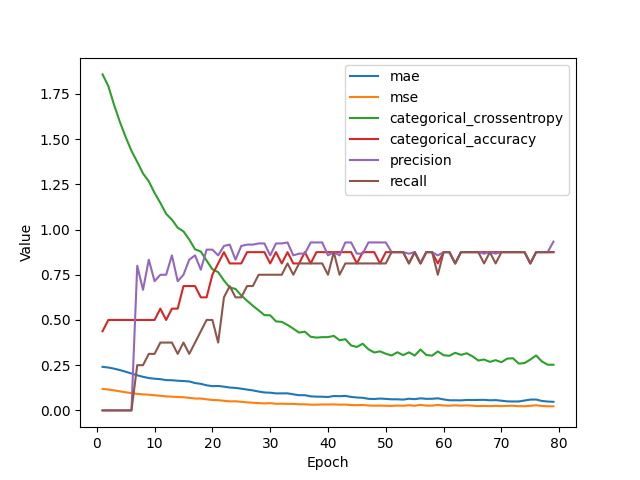 mae
mse
categorical_crossentropy
categorical_accuracy
precision
recall
1.75
1.50
1.25
1.00
0.75
0.50
0.25
0.00
Value
0 10 20 30 40 50 60 70 80
Epoch